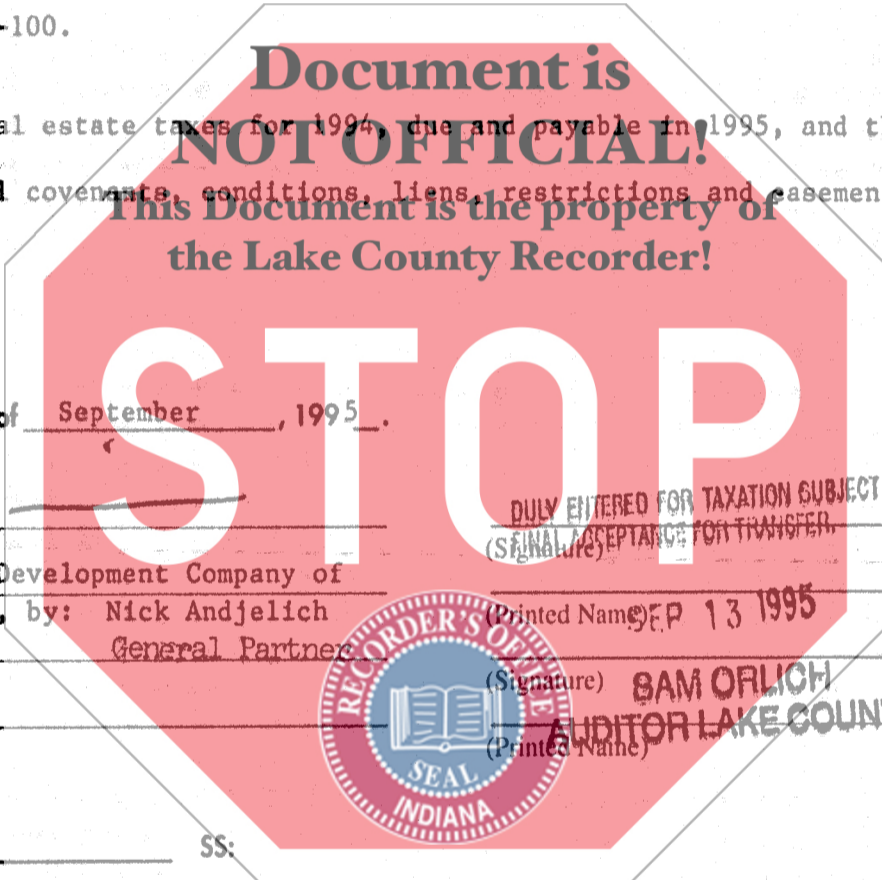 -100.
Document is
al estate taxes for 1994, due and payable in 1995, and t
NOT OFFICIAL!
l covenants, conditions, liens, restrictions and easemen
This Document is the property of
the Lake County Recorder!
STOP
of September, 1995.
DULY ENTERED FOR TAXATION SUBJECT
FINAL ACCEPTANCE FOR TRANSFER.
(Signature)
Development Company of
by: Nick Andjelich
(Printed Name)
SEP 13 1995
General Partner
RECORDER'S OFFICE
SEAL
INDIANA
(Signature)
SAM ORLICH
AUDITOR LAKE COUN
(Printed Name)
SS: